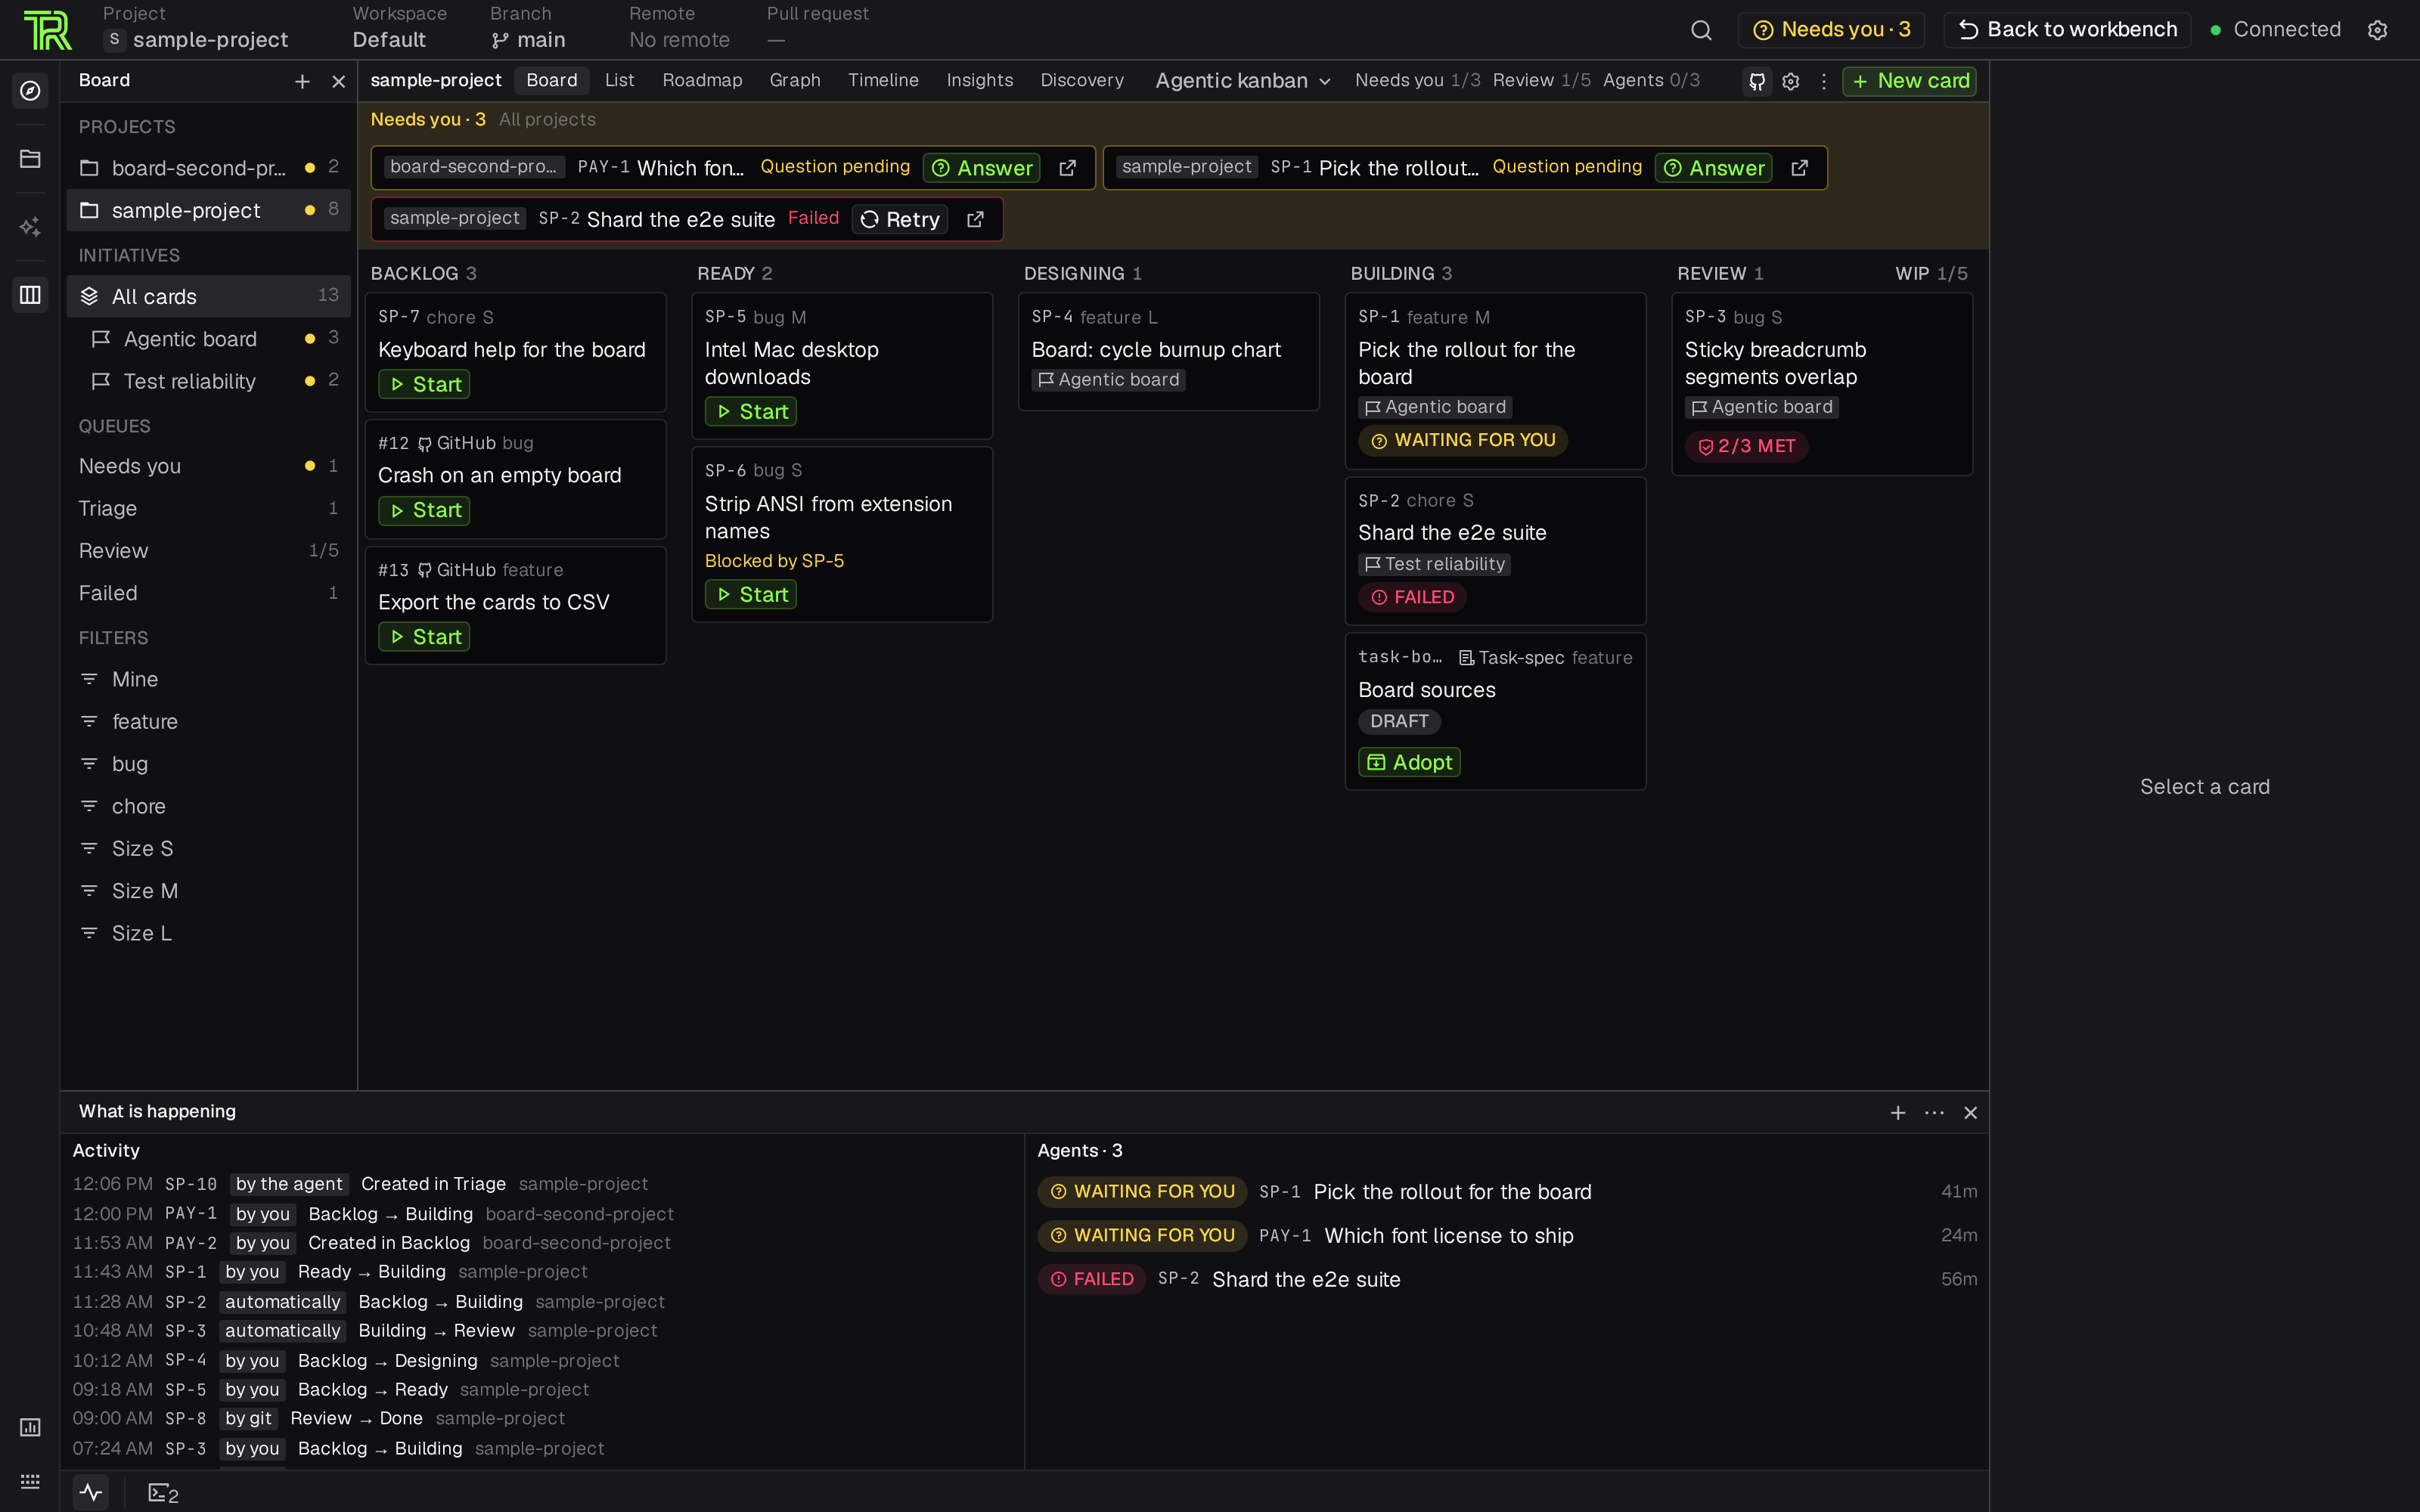 TR
Project
S sample-project
Workspace
Default
Branch
main
Remote
No remote
Pull request
—
Needs you · 3
Back to workbench
Connected
Board
PROJECTS
board-second-pr... 2
sample-project 8
INITIATIVES
All cards 13
Agentic board 3
Test reliability 2
QUEUES
Needs you 1
Triage 1
Review 1/5
Failed 1
FILTERS
Mine
feature
bug
chore
Size S
Size M
Size L
sample-project Board List Roadmap Graph Timeline Insights Discovery Agentic kanban Needs you 1/3 Review 1/5 Agents 0/3 New card
Needs you · 3 All projects
board-second-pro... PAY-1 Which fon... Question pending Answer
sample-project SP-1 Pick the rollout... Question pending Answer
sample-project SP-2 Shard the e2e suite Failed Retry
BACKLOG 3
SP-7 chore S
Keyboard help for the board
Start
#12 GitHub bug
Crash on an empty board
Start
#13 GitHub feature
Export the cards to CSV
Start
READY 2
SP-5 bug M
Intel Mac desktop
downloads
Start
SP-6 bug S
Strip ANSI from extension
names
Blocked by SP-5
Start
DESIGNING 1
SP-4 feature L
Board: cycle burnup chart
Agentic board
BUILDING 3
SP-1 feature M
Pick the rollout for the
board
Agentic board
WAITING FOR YOU
SP-2 chore S
Shard the e2e suite
Test reliability
FAILED
task-bo... Task-spec feature
Board sources
DRAFT
Adopt
REVIEW 1 WIP 1/5
SP-3 bug S
Sticky breadcrumb
segments overlap
Agentic board
2/3 MET
Select a card
What is happening
Activity
12:06 PM SP-10 by the agent Created in Triage sample-project
12:00 PM PAY-1 by you Backlog → Building board-second-project
11:53 AM PAY-2 by you Created in Backlog board-second-project
11:43 AM SP-1 by you Ready → Building sample-project
11:28 AM SP-2 automatically Backlog → Building sample-project
10:48 AM SP-3 automatically Building → Review sample-project
10:12 AM SP-4 by you Backlog → Designing sample-project
09:18 AM SP-5 by you Backlog → Ready sample-project
09:00 AM SP-8 by git Review → Done sample-project
07:24 AM SP-3 by you Backlog → Building sample-project
Agents · 3
WAITING FOR YOU SP-1 Pick the rollout for the board 41m
WAITING FOR YOU PAY-1 Which font license to ship 24m
FAILED SP-2 Shard the e2e suite 56m
2